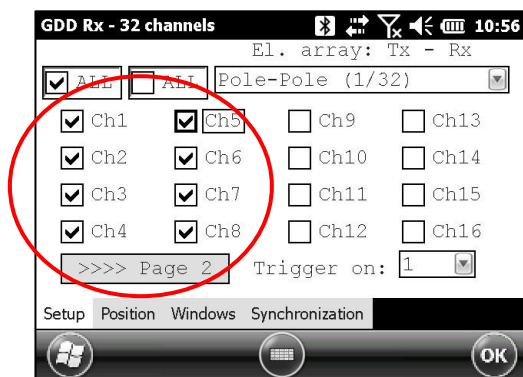 GDD Rx - 32 channels 10:56
El. array: Tx - Rx
ALL ALL Pole-Pole (1/32)
Ch1 Ch5 Ch9 Ch13
Ch2 Ch6 Ch10 Ch14
Ch3 Ch7 Ch11 Ch15
Ch4 Ch8 Ch12 Ch16
>>>> Page 2 Trigger on: 1
Setup Position Windows Synchronization
OK